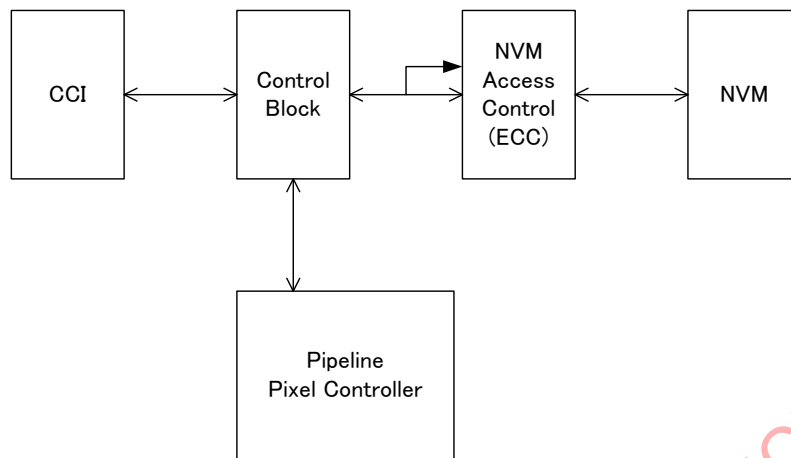 CCI
Control
Block
NVM
Access
Control
(ECC)
NVM
Pipeline
Pixel Controller